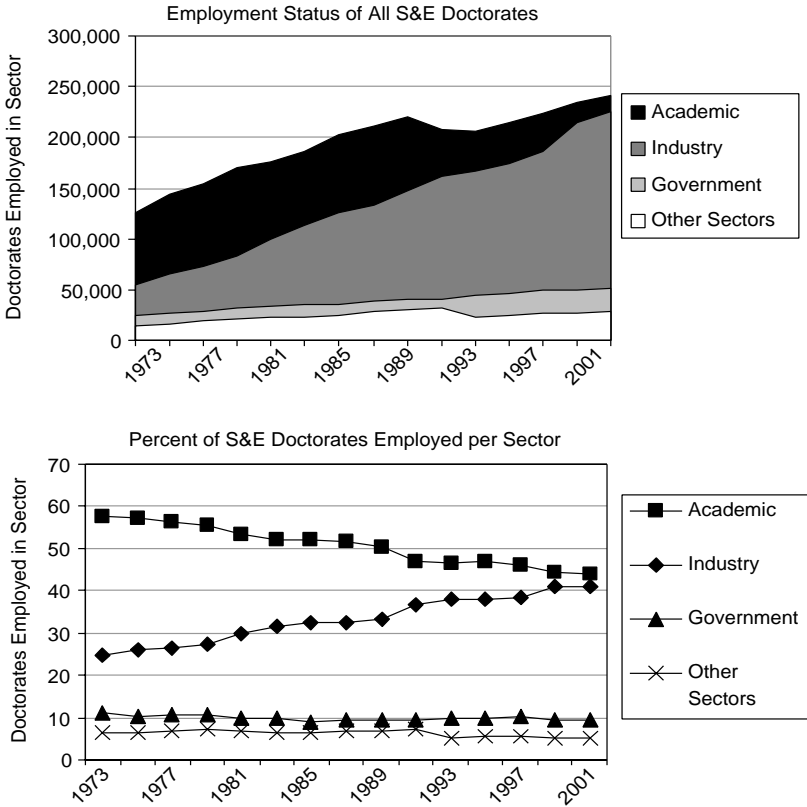 Employment Status of All S&E Doctorates
Doctorates Employed in Sector
300,000
250,000
200,000
150,000
100,000
50,000
0
1973
1977
1981
1985
1989
1993
1997
2001
Academic
Industry
Government
Other Sectors
Percent of S&E Doctorates Employed per Sector
Doctorates Employed in Sector
70
60
50
40
30
20
10
0
1973
1977
1981
1985
1989
1993
1997
2001
Academic
Industry
Government
Other
Sectors